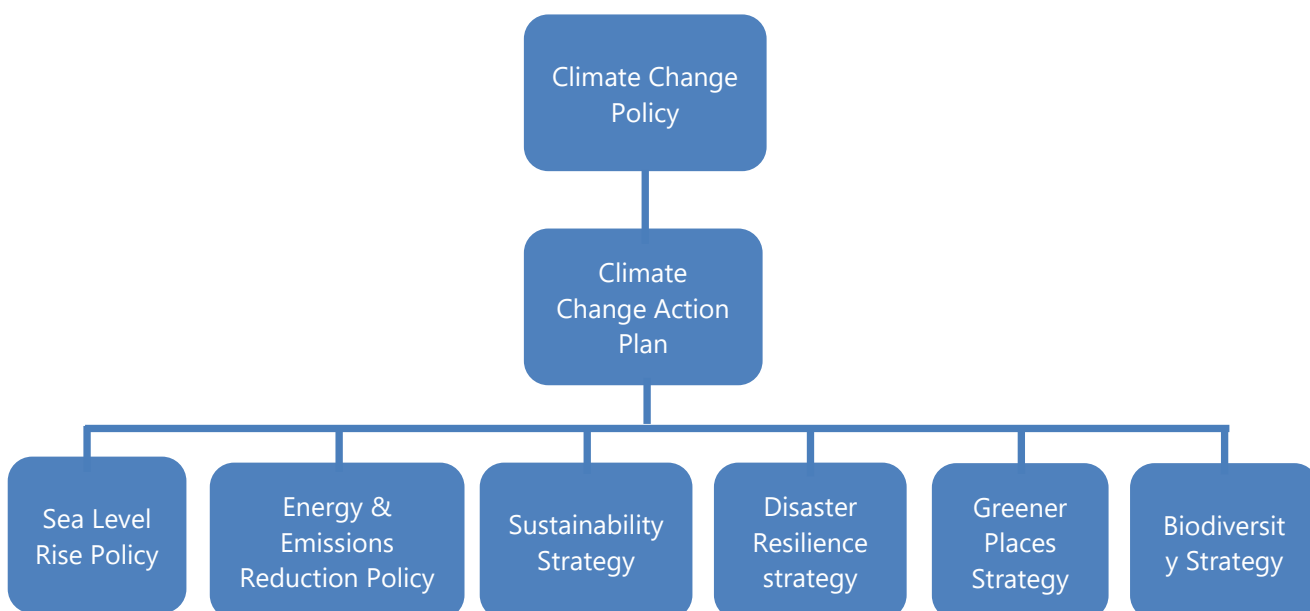 Climate Change
Policy
Climate
Change Action
Plan
Sea Level
Rise Policy
Energy &
Emissions
Reduction Policy
Sustainability
Strategy
Disaster
Resilience
strategy
Greener
Places
Strategy
Biodiversit
y Strategy